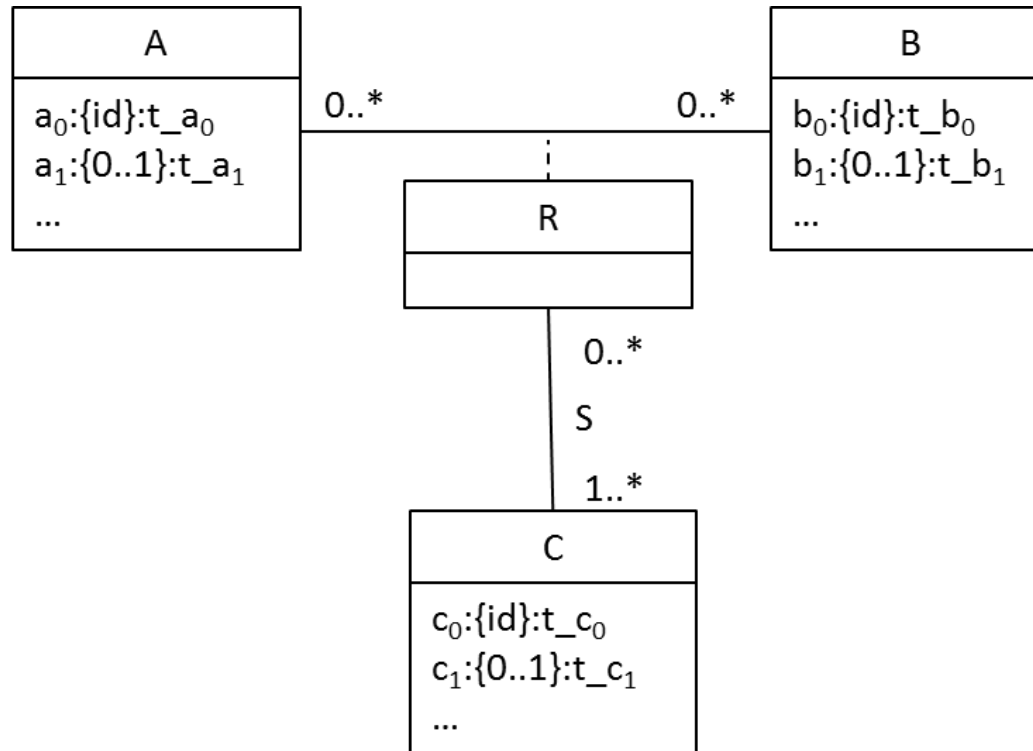 A
a₀:{id}:t_a₀
a₁:{0..1}:t_a₁
...
0..*
0..*
B
b₀:{id}:t_b₀
b₁:{0..1}:t_b₁
...
R
0..*
S
1..*
C
c₀:{id}:t_c₀
c₁:{0..1}:t_c₁
...